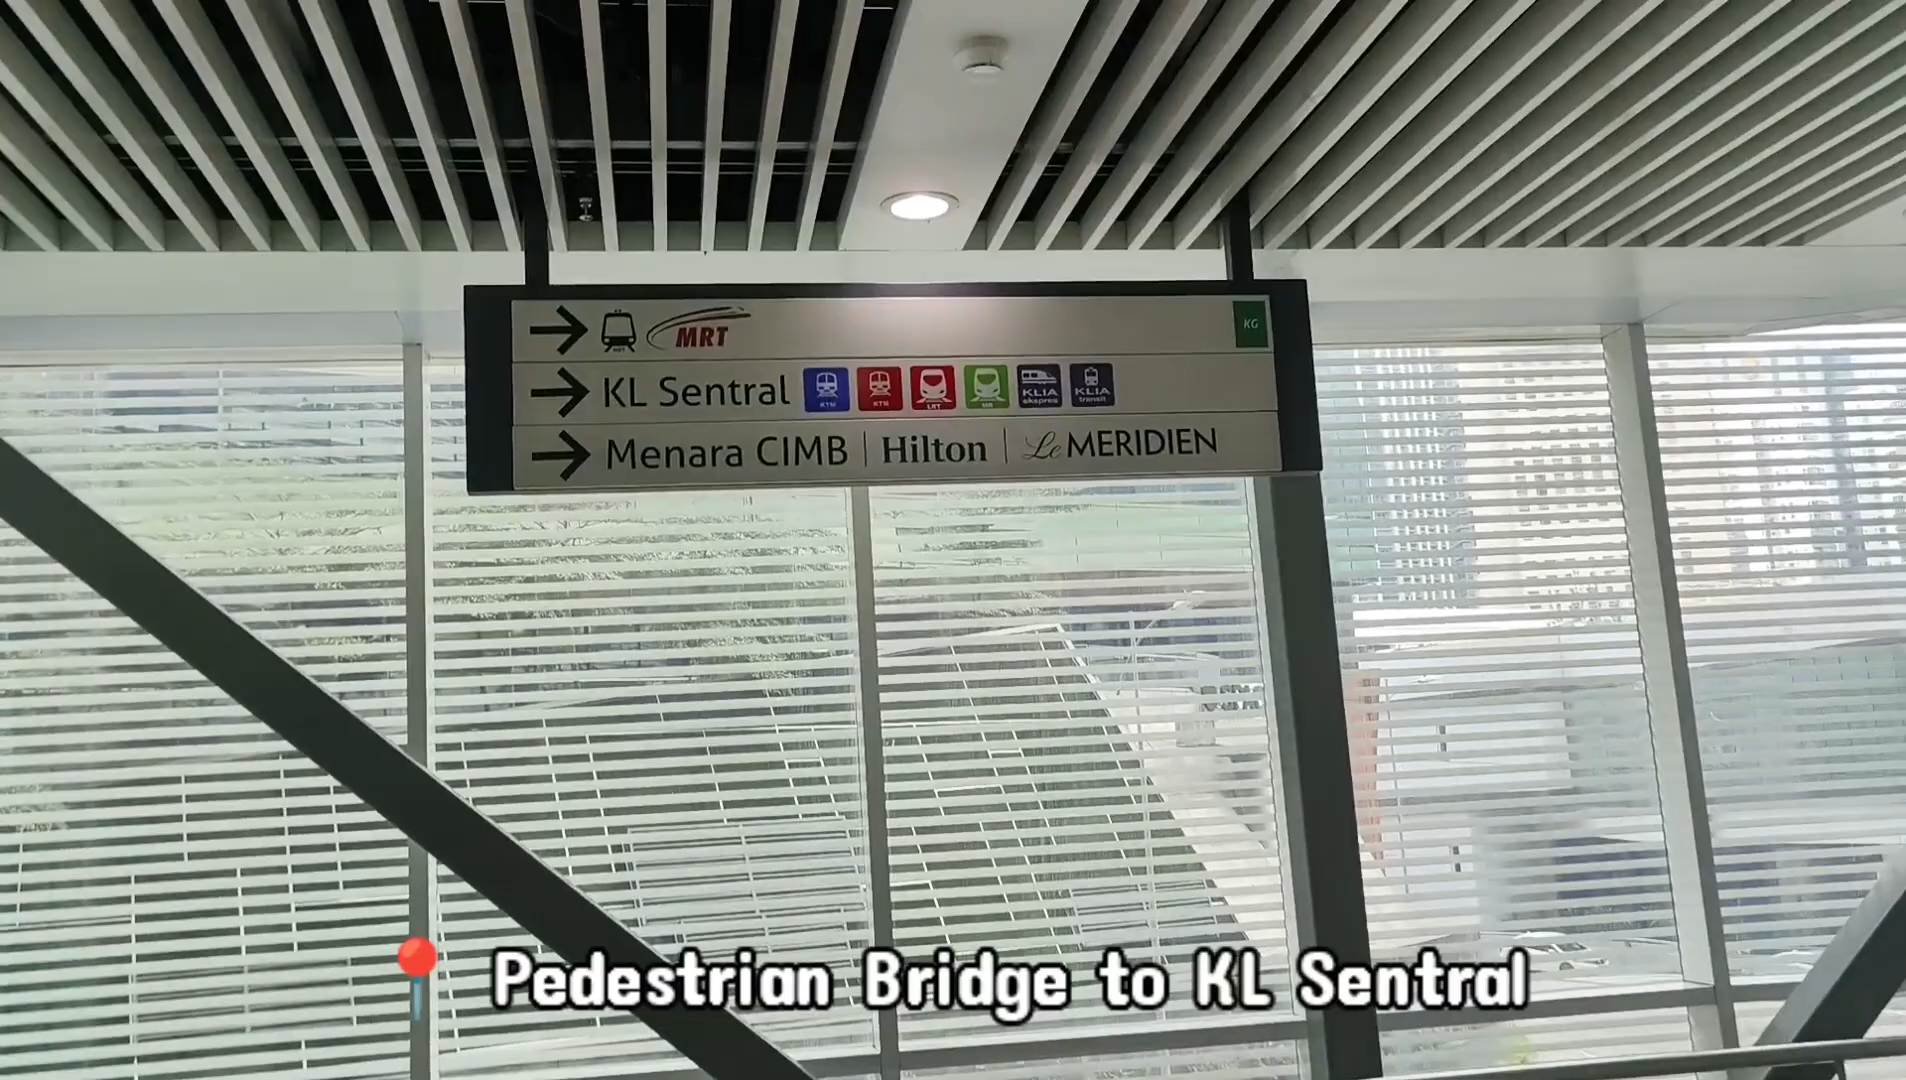 MRT KG
KL Sentral KTM KTM LRT MR KLIA ekspres KLIA transit
Menara CIMB | Hilton | Le MERIDIEN
Pedestrian Bridge to KL Sentral